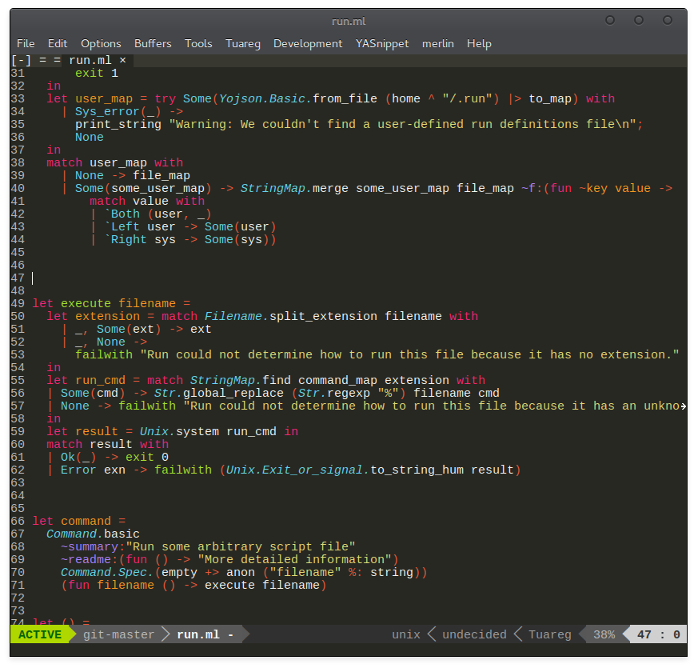 run.ml
File Edit Options Buffers Tools Tuareg Development YASnippet merlin Help
[-] = = run.ml ×
31       exit 1
32   in
33   let user_map = try Some(Yojson.Basic.from_file (home ^ "/.run") |> to_map) with
34     | Sys_error(_) ->
35       print_string "Warning: We couldn't find a user-defined run definitions file\n";
36       None
37   in
38   match user_map with
39     | None -> file_map
40     | Some(some_user_map) -> StringMap.merge some_user_map file_map ~f:(fun ~key value ->
41         match value with
42         | `Both (user, _)
43         | `Left user -> Some(user)
44         | `Right sys -> Some(sys))
45
46
47
48
49 let execute filename =
50   let extension = match Filename.split_extension filename with
51     | _, Some(ext) -> ext
52     | _, None ->
53       failwith "Run could not determine how to run this file because it has no extension."
54   in
55   let run_cmd = match StringMap.find command_map extension with
56   | Some(cmd) -> Str.global_replace (Str.regexp "%") filename cmd
57   | None -> failwith "Run could not determine how to run this file because it has an unkno→
58   in
59   let result = Unix.system run_cmd in
60   match result with
61   | Ok(_) -> exit 0
62   | Error exn -> failwith (Unix.Exit_or_signal.to_string_hum result)
63
64
65
66 let command =
67   Command.basic
68     ~summary:"Run some arbitrary script file"
69     ~readme:(fun () -> "More detailed information")
70     Command.Spec.(empty +> anon ("filename" %: string))
71     (fun filename () -> execute filename)
72
73
74 let () =
ACTIVE git-master run.ml - unix undecided Tuareg 38% 47 : 0